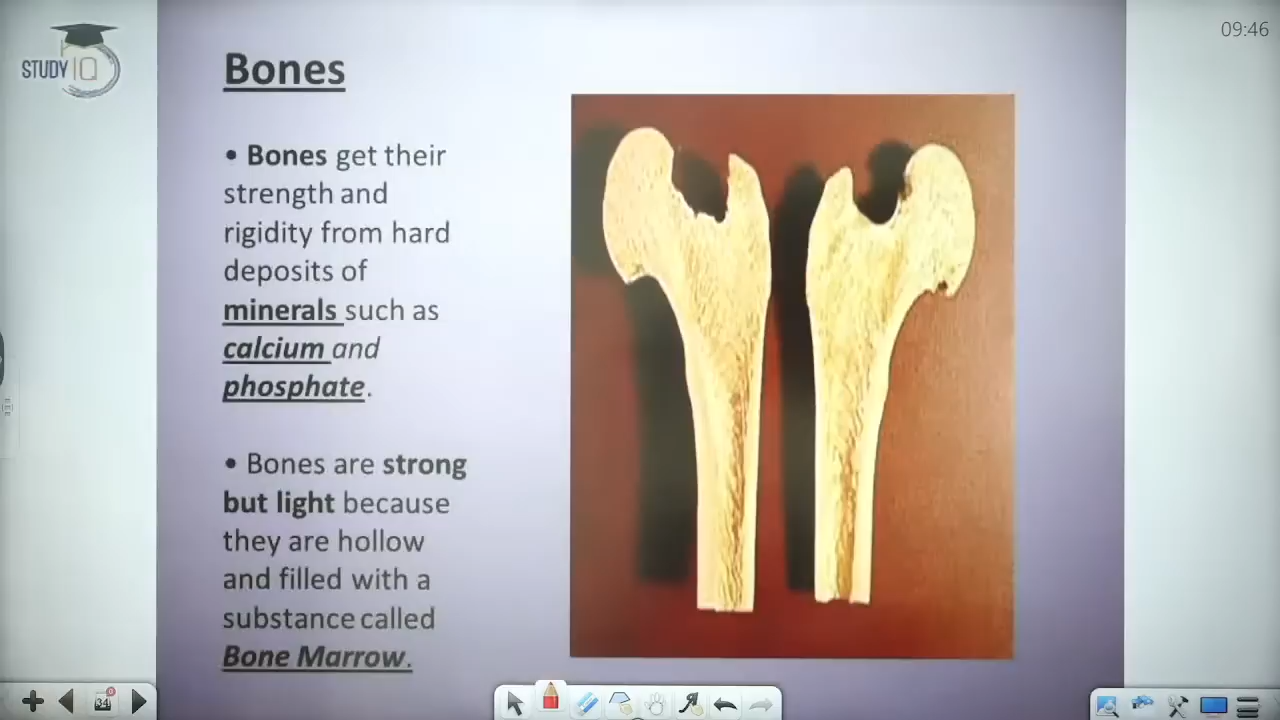 STUDY IQ
09:46
Bones
• Bones get their
strength and
rigidity from hard
deposits of
minerals such as
calcium and
phosphate.
• Bones are strong
but light because
they are hollow
and filled with a
substance called
Bone Marrow.
34